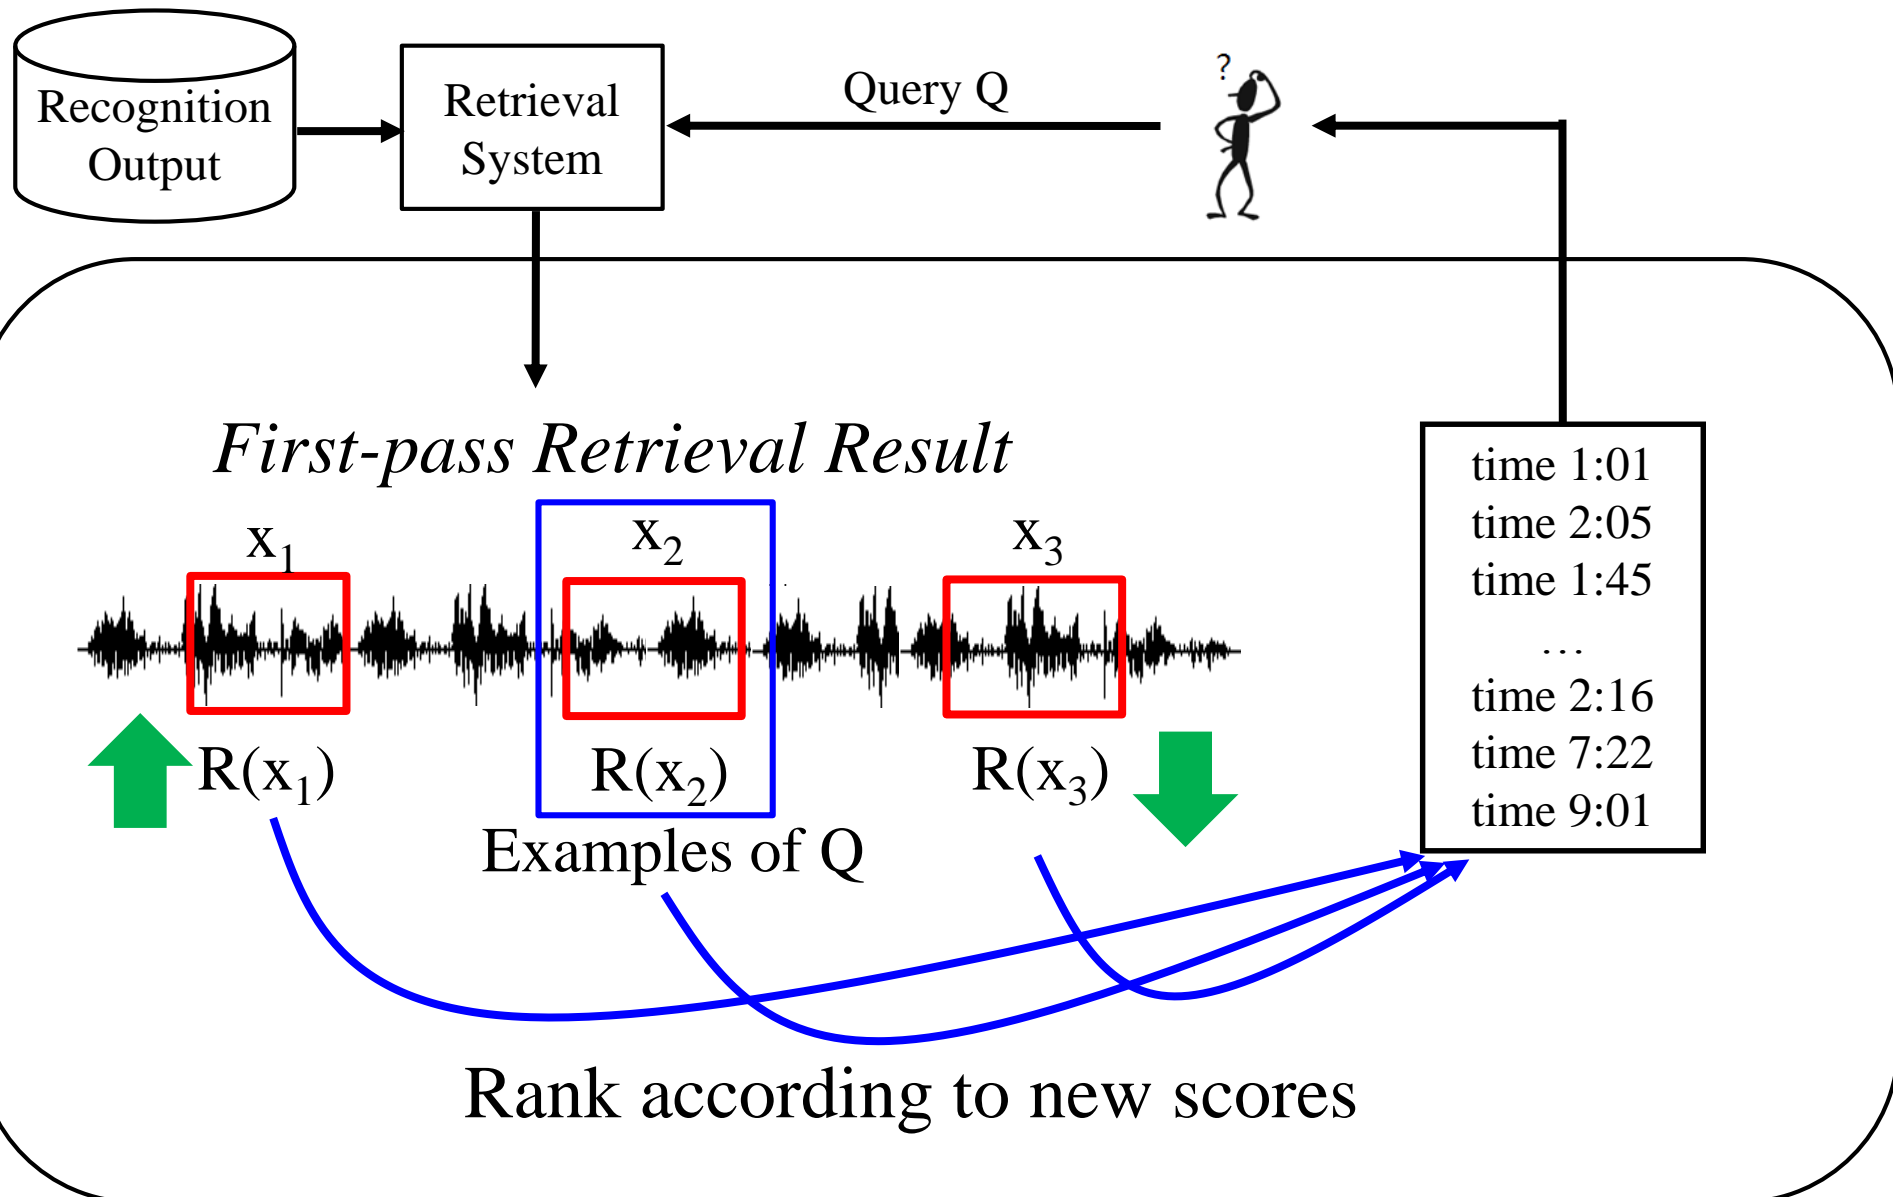 Recognition
Output
Retrieval
System
Query Q
?
First-pass Retrieval Result
x₁
x₂
x₃
R(x₁)
R(x₂)
R(x₃)
Examples of Q
time 1:01
time 2:05
time 1:45
…
time 2:16
time 7:22
time 9:01
Rank according to new scores